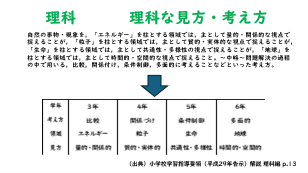 理科　　理科な見方・考え方
自然の事物・現象を，「エネルギー」を柱とする領域では，主として量的・関係的な視点で
捉えることが，「粒子」を柱とする領域では，主として質的・実体的な視点で捉えることが，
「生命」を柱とする領域では，主として共通性・多様性の視点で捉えることが，「地球」を
柱とする領域では，主として時間的・空間的な視点で捉えること，～中略～問題解決の過程
の中で用いる，比較，関係付け，条件制御，多面的に考えることなどといった考え方。
学年　3年　4年　5年　6年
考え方　比較　関係づけ　条件制御　多面的
領域　エネルギー　粒子　生命　地球
見方　量的・関係的　質的・実体的　共通性・多様性　時間的・空間的
（出典）小学校学習指導要領（平成29年告示）解説 理科編 p.13